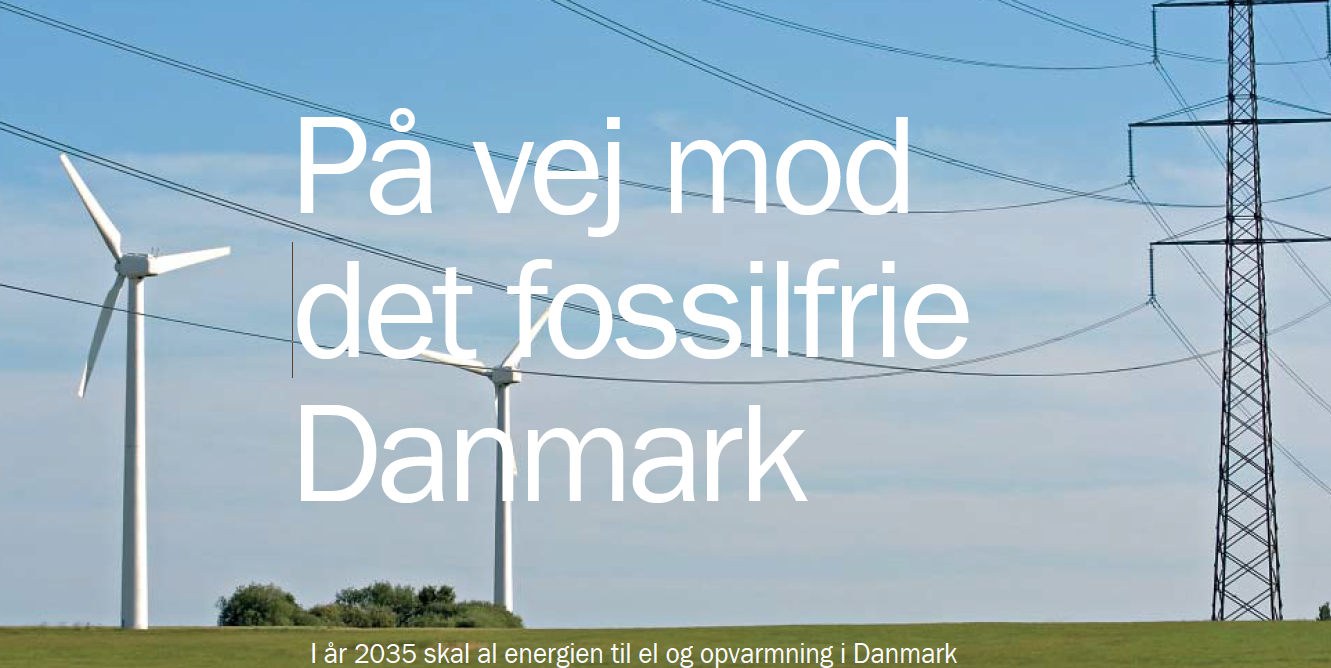 På vej mod
det fossilfrie
Danmark
I år 2035 skal al energien til el og opvarmning i Danmark